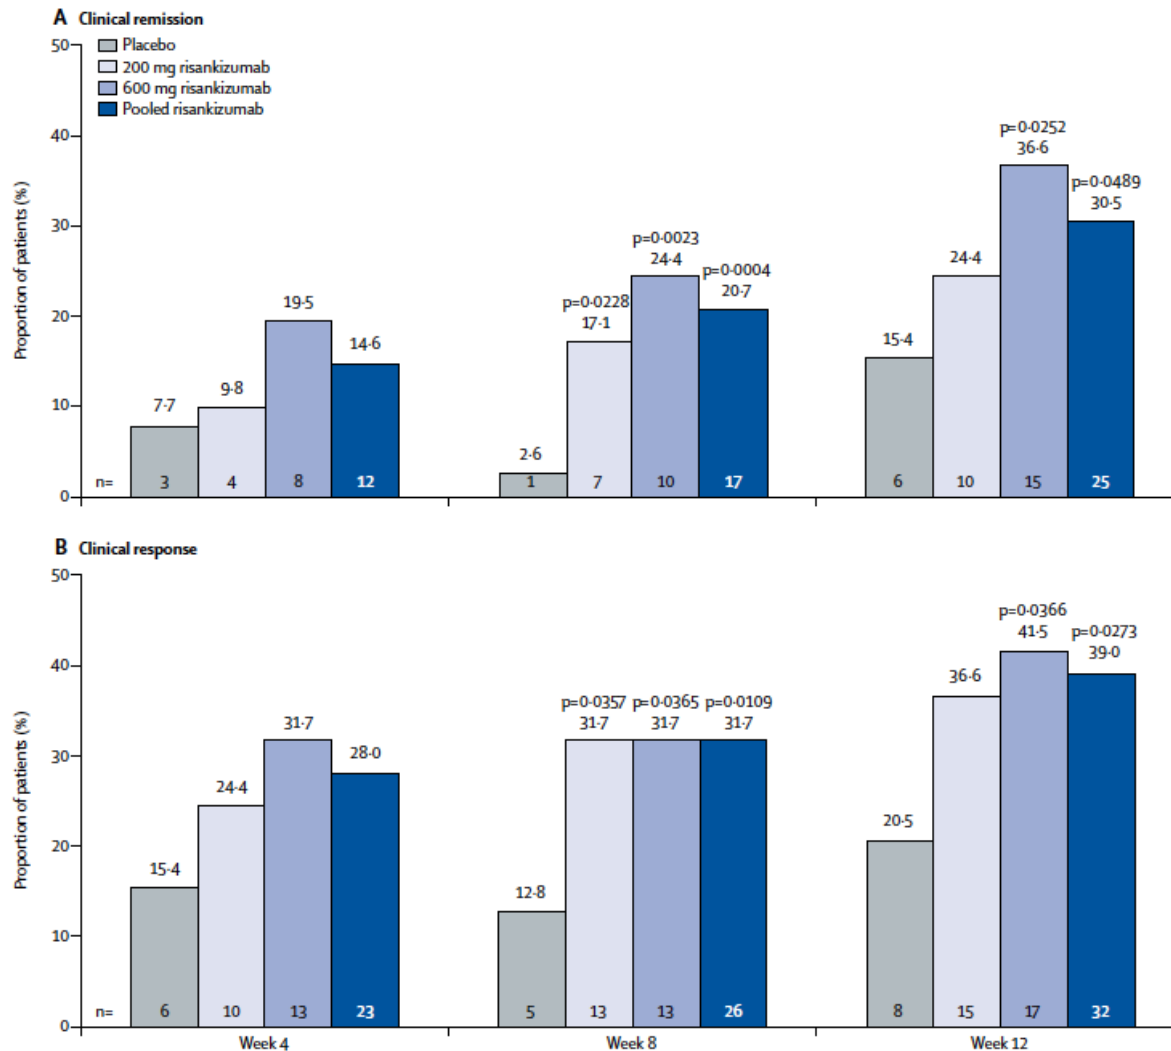 A Clinical remission
Placebo
200 mg risankizumab
600 mg risankizumab
Pooled risankizumab
Proportion of patients (%)
50
40
30
20
10
0
n=
7·7
3
9·8
4
19·5
8
14·6
12
2·6
1
p=0·0228
17·1
7
p=0·0023
24·4
10
p=0·0004
20·7
17
15·4
6
24·4
10
p=0·0252
36·6
15
p=0·0489
30·5
25
B Clinical response
Proportion of patients (%)
50
40
30
20
10
0
n=
15·4
6
24·4
10
31·7
13
28·0
23
12·8
5
p=0·0357
31·7
13
p=0·0365
31·7
13
p=0·0109
31·7
26
20·5
8
36·6
15
p=0·0366
41·5
17
p=0·0273
39·0
32
Week 4
Week 8
Week 12